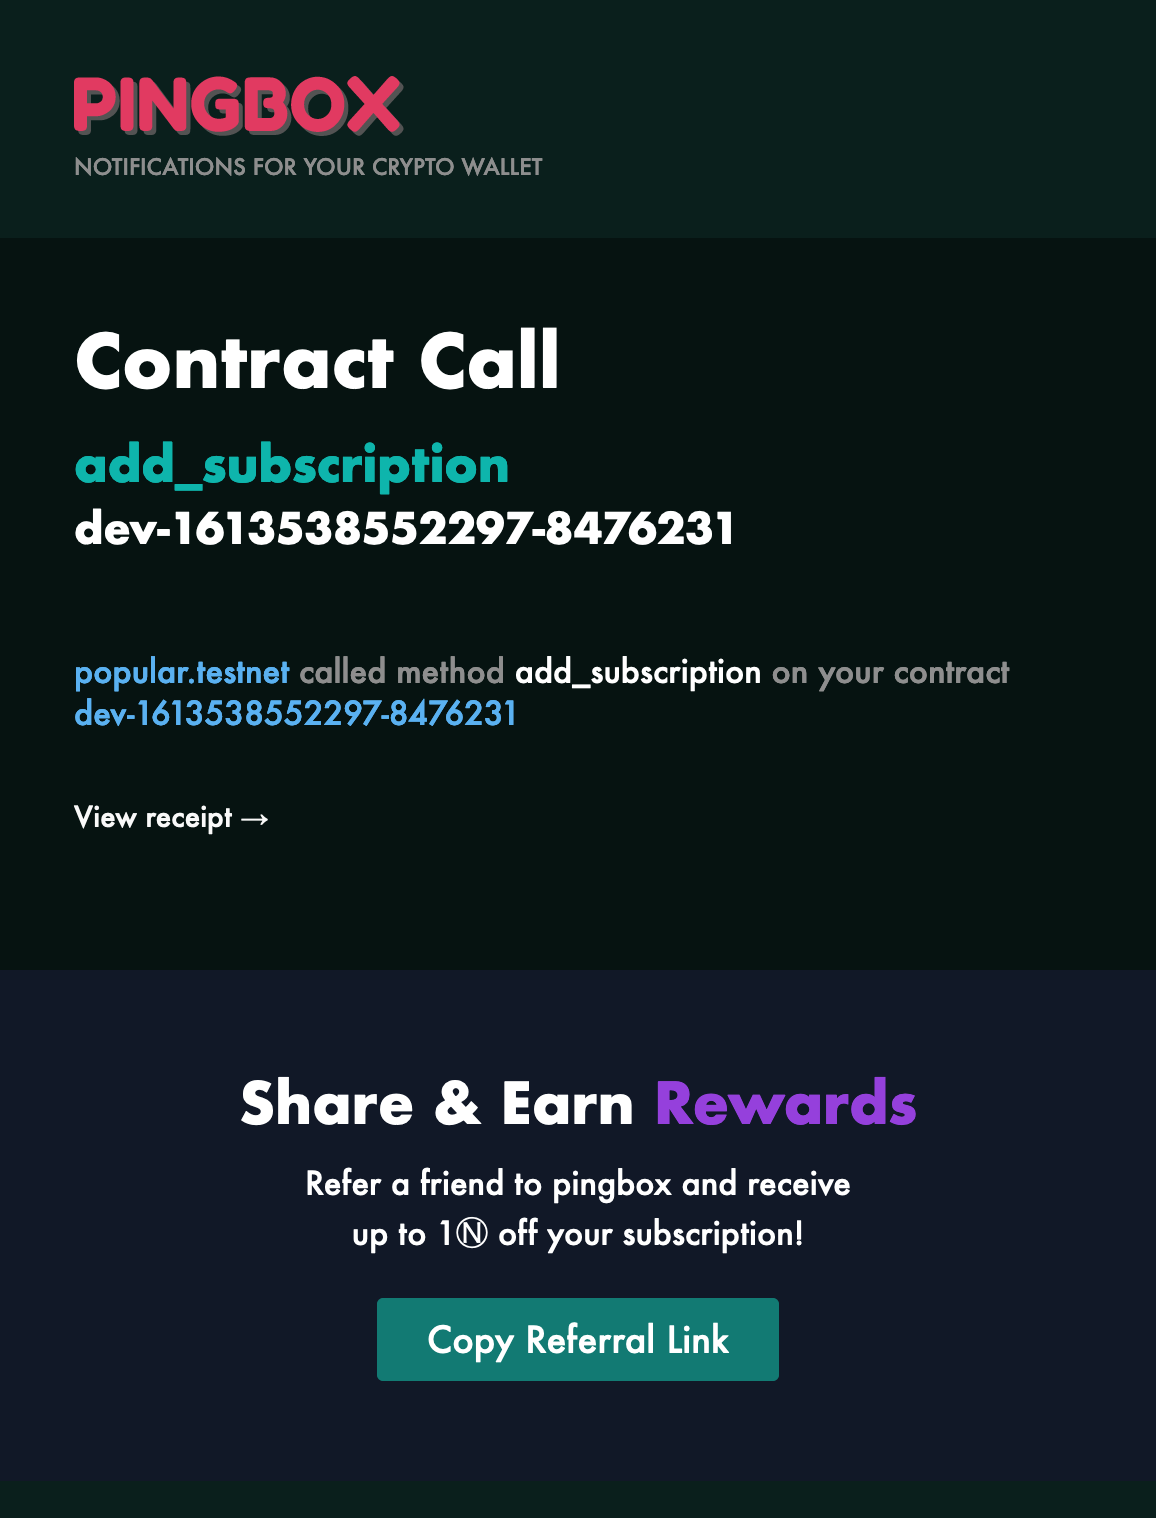 PINGBOX
NOTIFICATIONS FOR YOUR CRYPTO WALLET
Contract Call
add_subscription
dev-1613538552297-8476231
popular.testnet called method add_subscription on your contract
dev-1613538552297-8476231
View receipt →
Share & Earn Rewards
Refer a friend to pingbox and receive
up to 1Ⓝ off your subscription!
Copy Referral Link